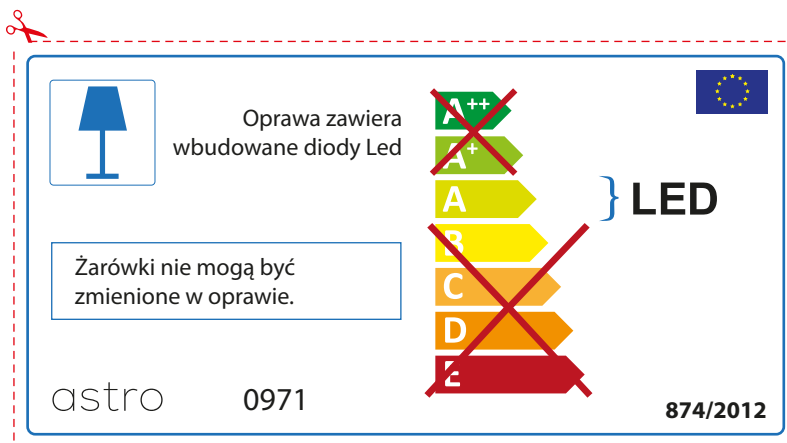 Oprawa zawiera
wbudowane diody Led
A++
A+
A
B
C
D
E
LED
Żarówki nie mogą być
zmienione w oprawie.
astro
0971
874/2012